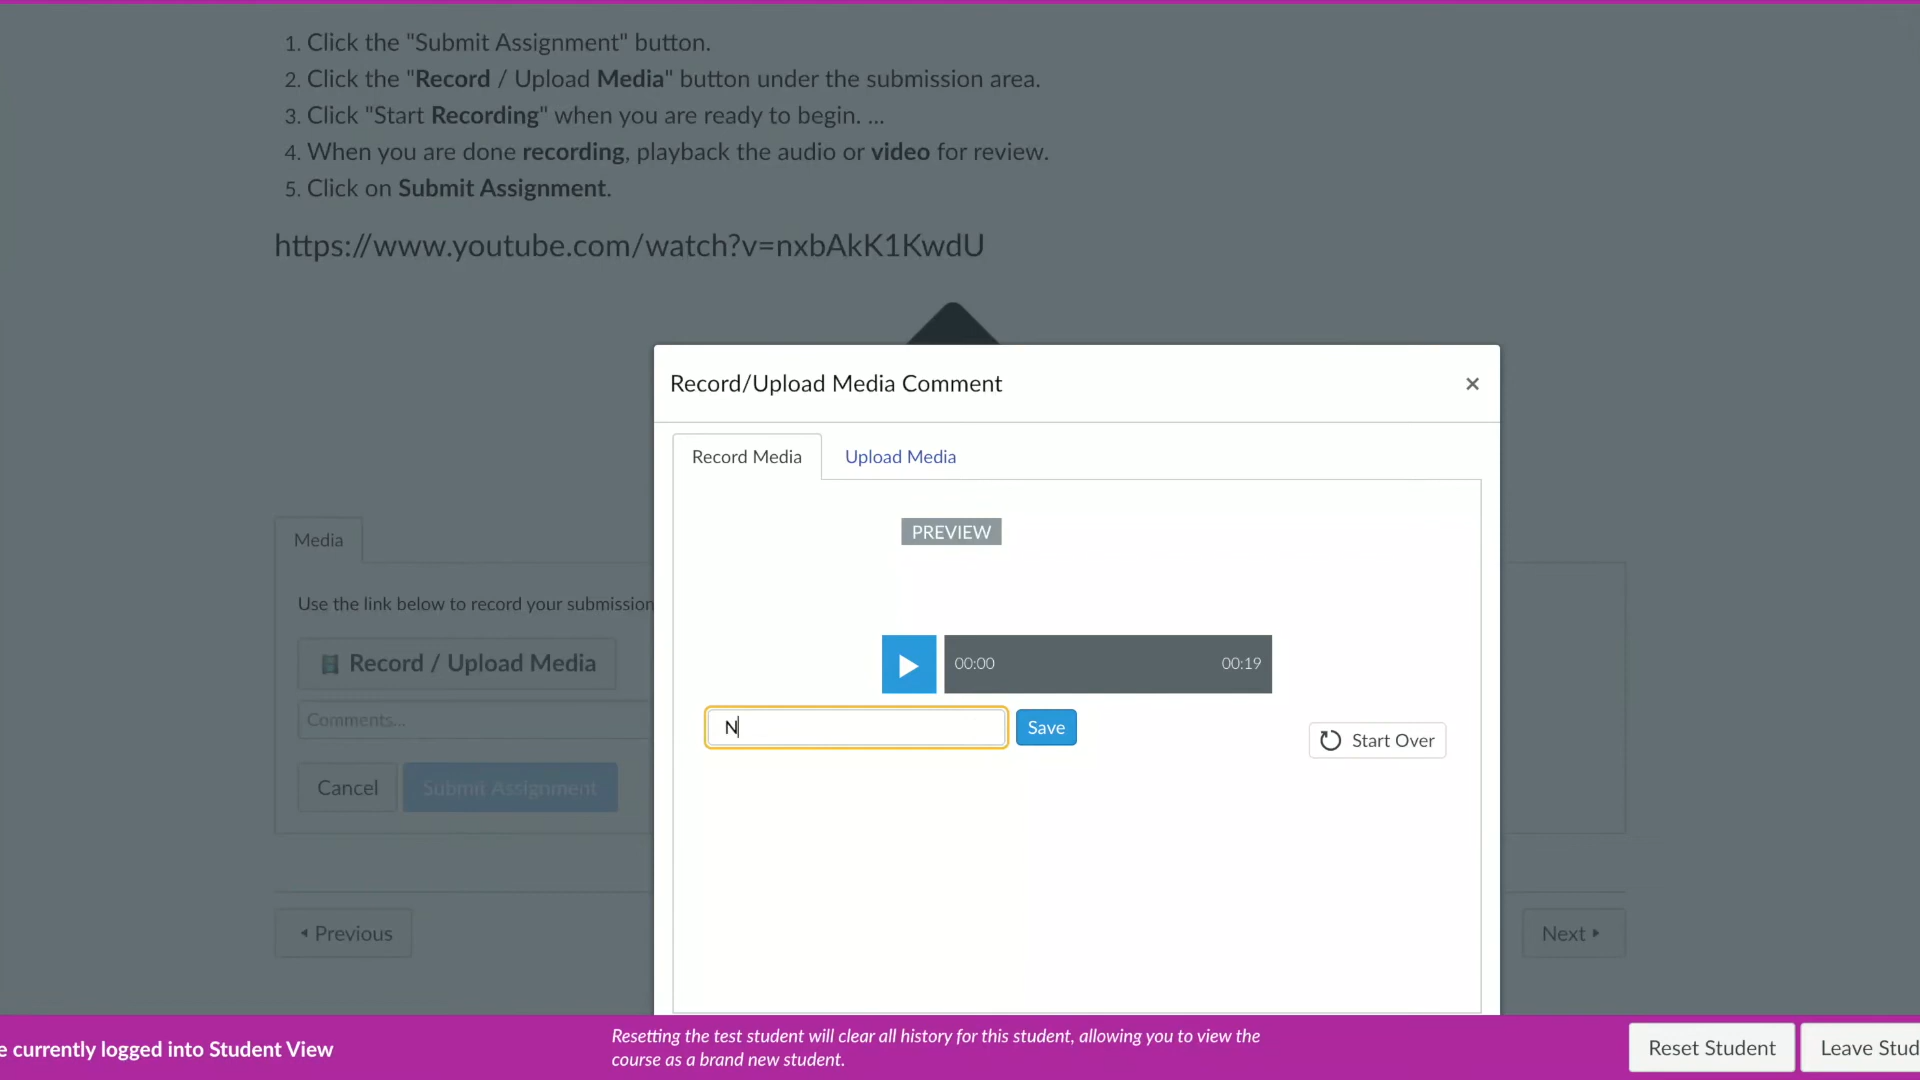 1. Click the "Submit Assignment" button.
2. Click the "Record / Upload Media" button under the submission area.
3. Click "Start Recording" when you are ready to begin. ...
4. When you are done recording, playback the audio or video for review.
5. Click on Submit Assignment.
https://www.youtube.com/watch?v=nxbAkK1KwdU
Record/Upload Media Comment
×
Record Media
Upload Media
PREVIEW
00:00
00:19
N
Save
Start Over
Media
Use the link below to record your submission
Record / Upload Media
Comments...
Cancel
Submit Assignment
Previous
Next
e currently logged into Student View
Resetting the test student will clear all history for this student, allowing you to view the
course as a brand new student.
Reset Student
Leave Stud